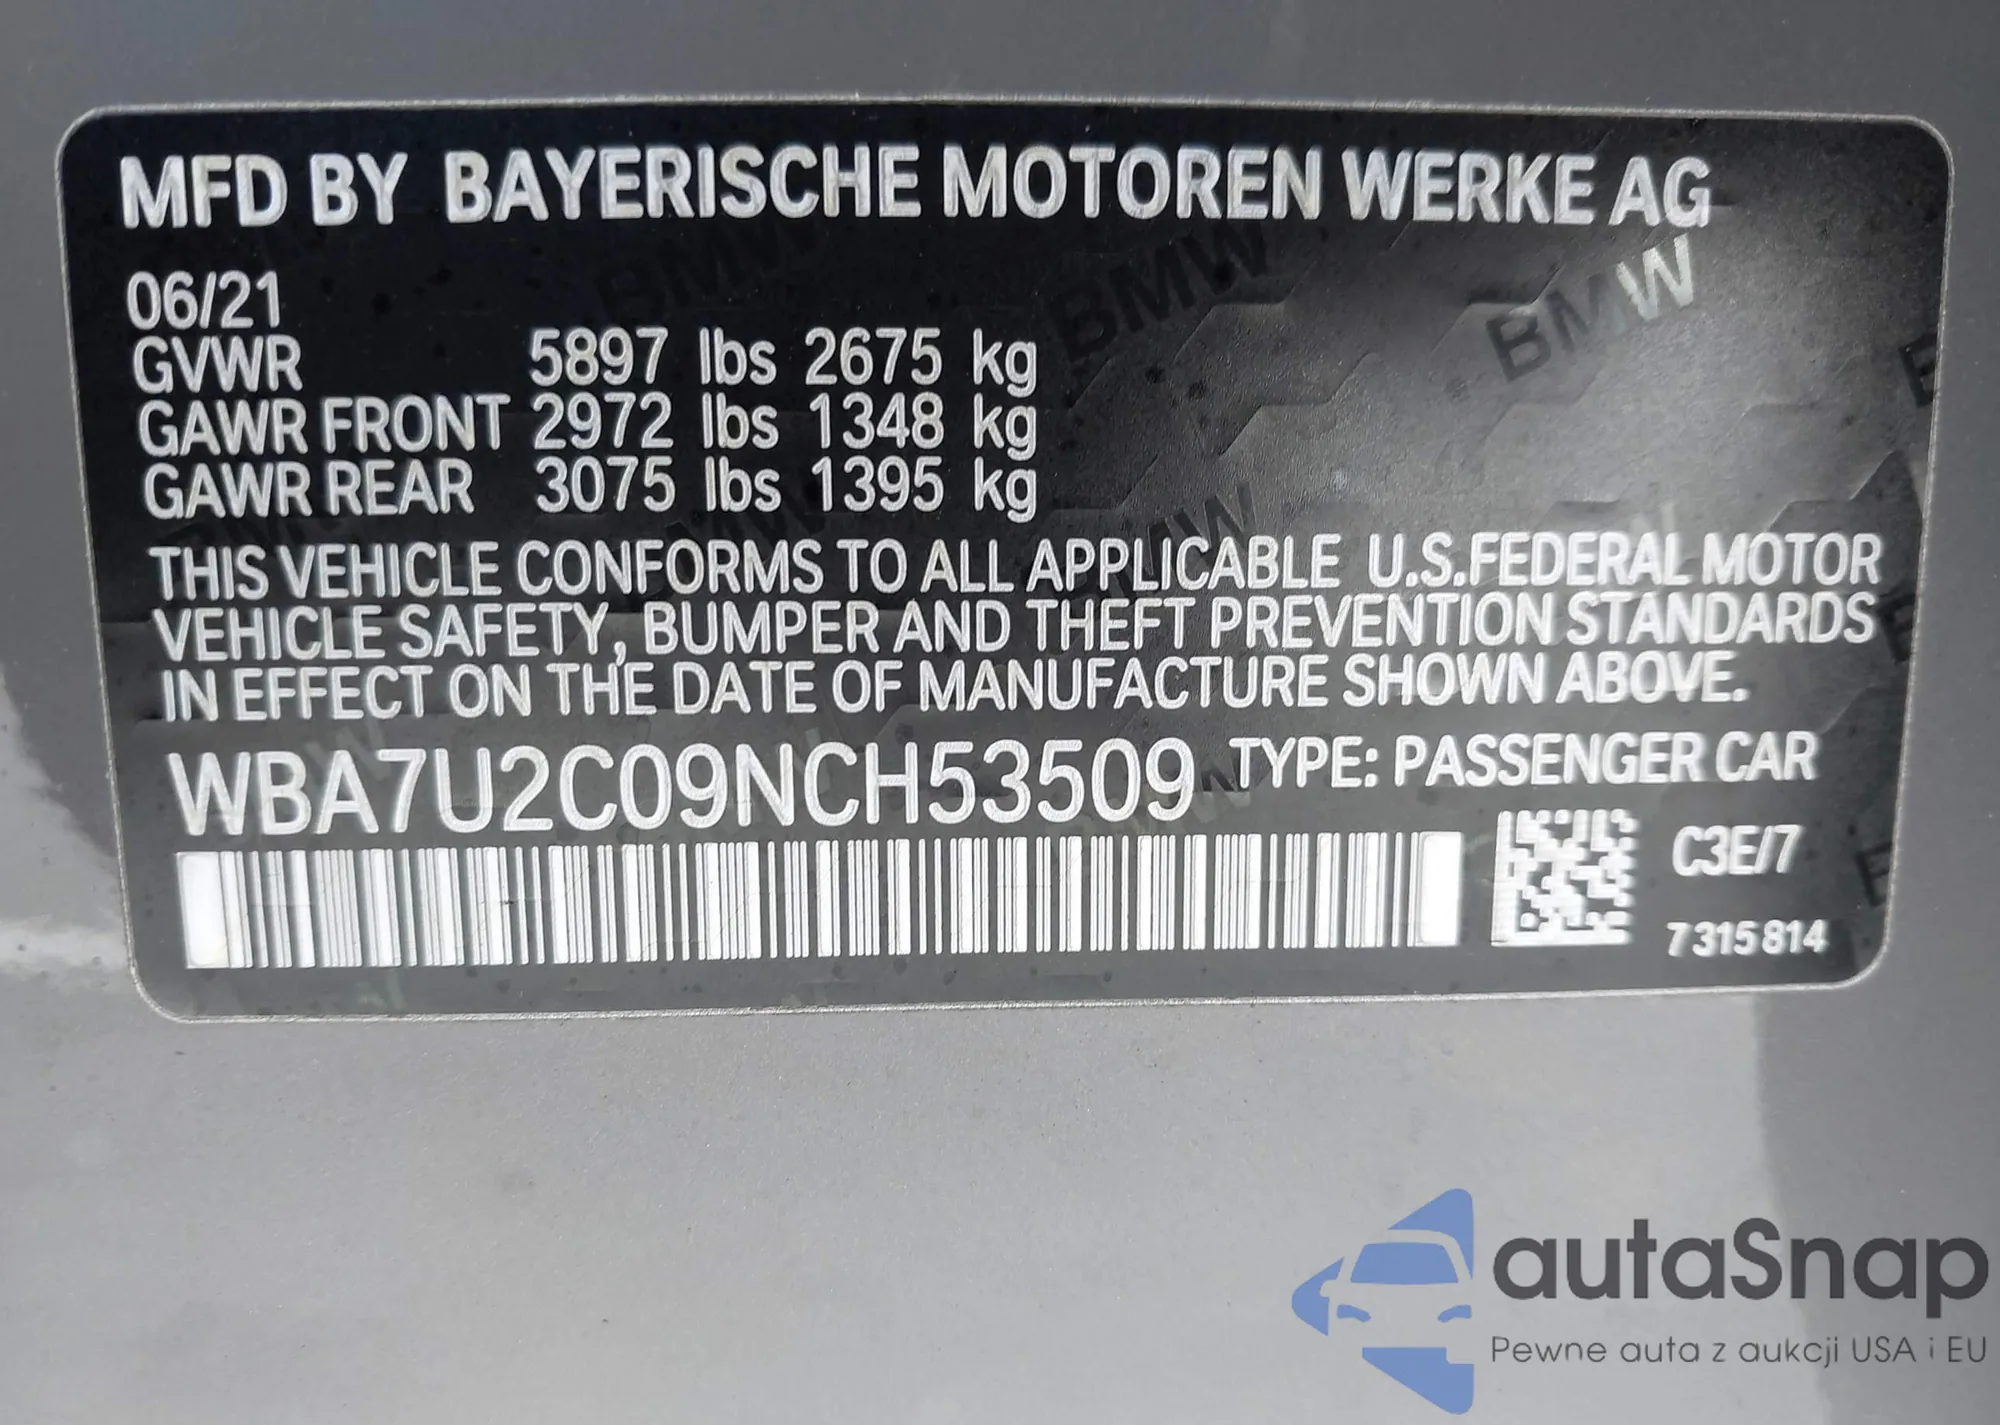 MFD BY BAYERISCHE MOTOREN WERKE AG
06/21
GVWR 5897 lbs 2675 kg
GAWR FRONT 2972 lbs 1348 kg
GAWR REAR 3075 lbs 1395 kg
THIS VEHICLE CONFORMS TO ALL APPLICABLE U.S.FEDERAL MOTOR
VEHICLE SAFETY, BUMPER AND THEFT PREVENTION STANDARDS
IN EFFECT ON THE DATE OF MANUFACTURE SHOWN ABOVE.
WBA7U2C09NCH53509 TYPE: PASSENGER CAR
C3E/7
7315814
autaSnap
Pewne auta z aukcji USA i EU